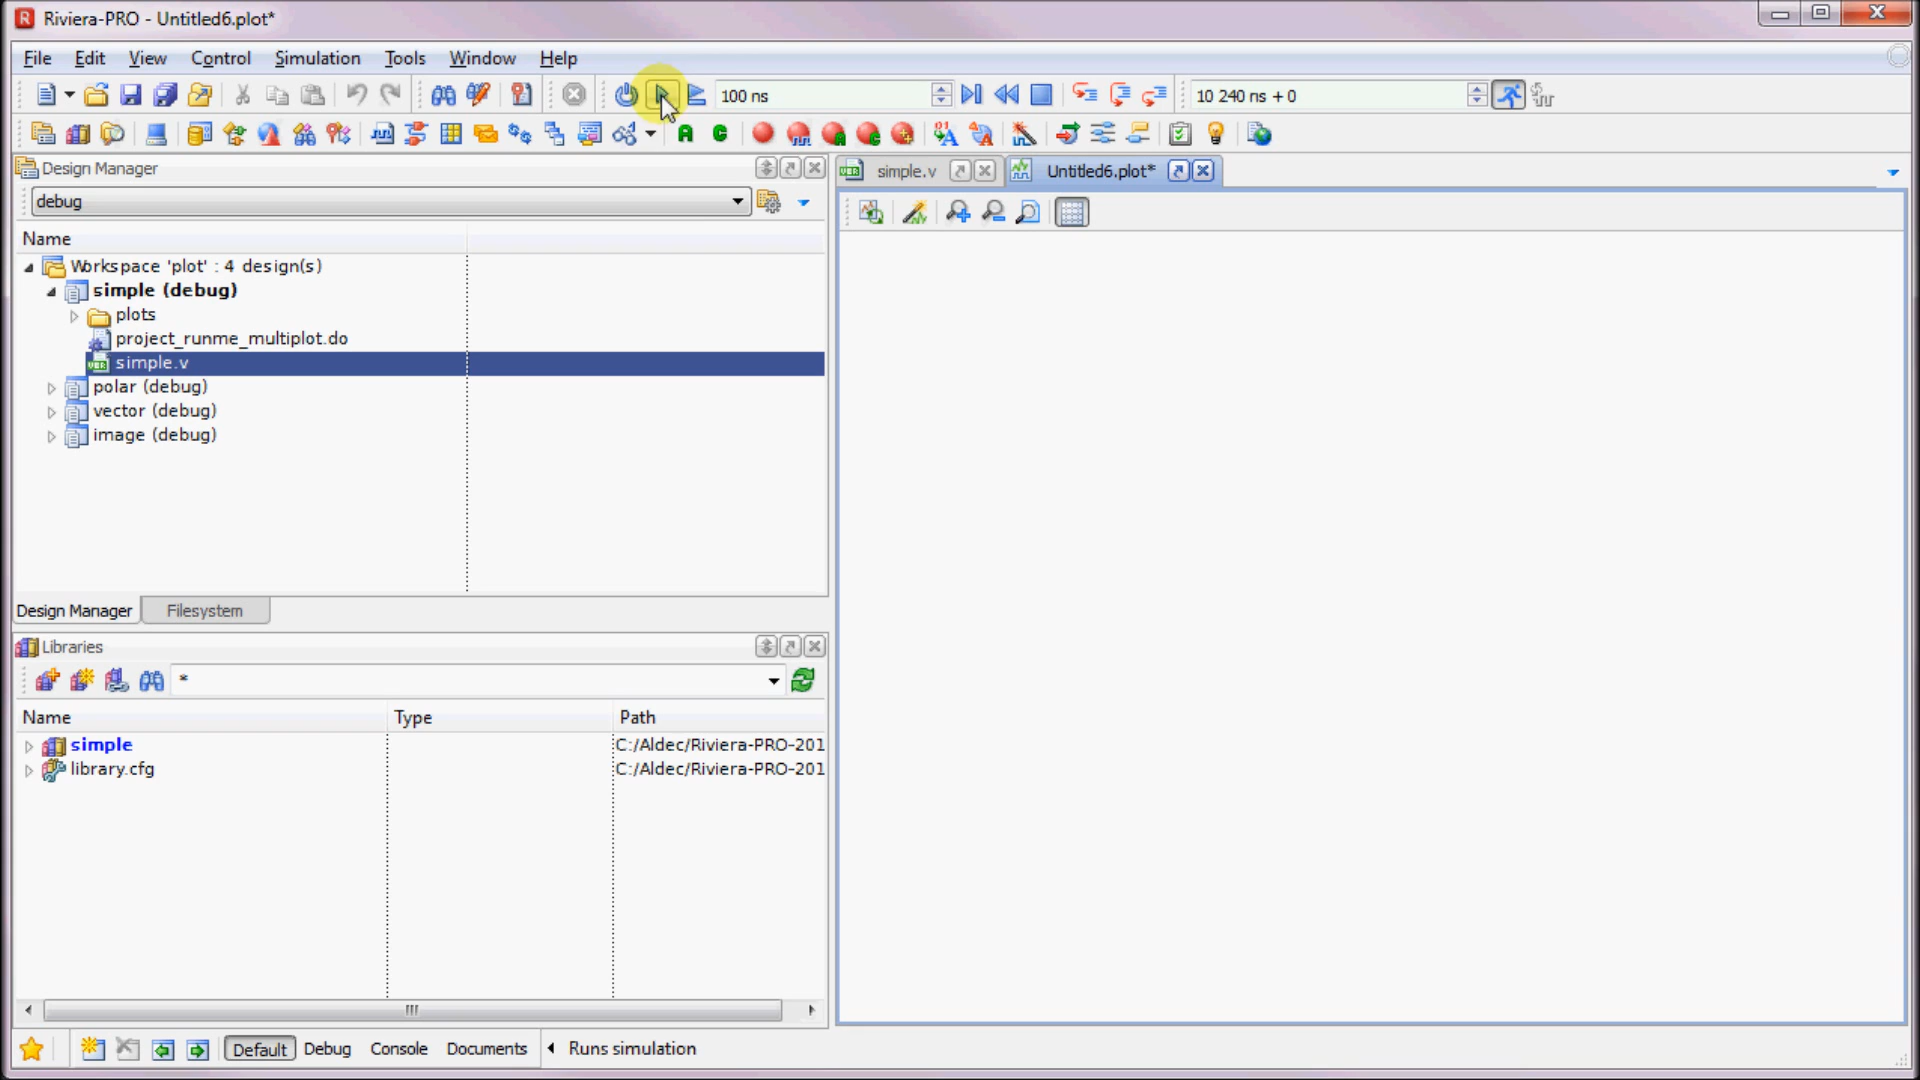 Riviera-PRO - Untitled6.plot*
File Edit View Control Simulation Tools Window Help
100 ns
10 240 ns + 0
Design Manager
debug
Name
Workspace 'plot' : 4 design(s)
simple (debug)
plots
project_runme_multiplot.do
simple.v
polar (debug)
vector (debug)
image (debug)
Design Manager Filesystem
Libraries
*
Name Type Path
simple C:/Aldec/Riviera-PRO-201
library.cfg C:/Aldec/Riviera-PRO-201
simple.v Untitled6.plot*
Default Debug Console Documents Runs simulation